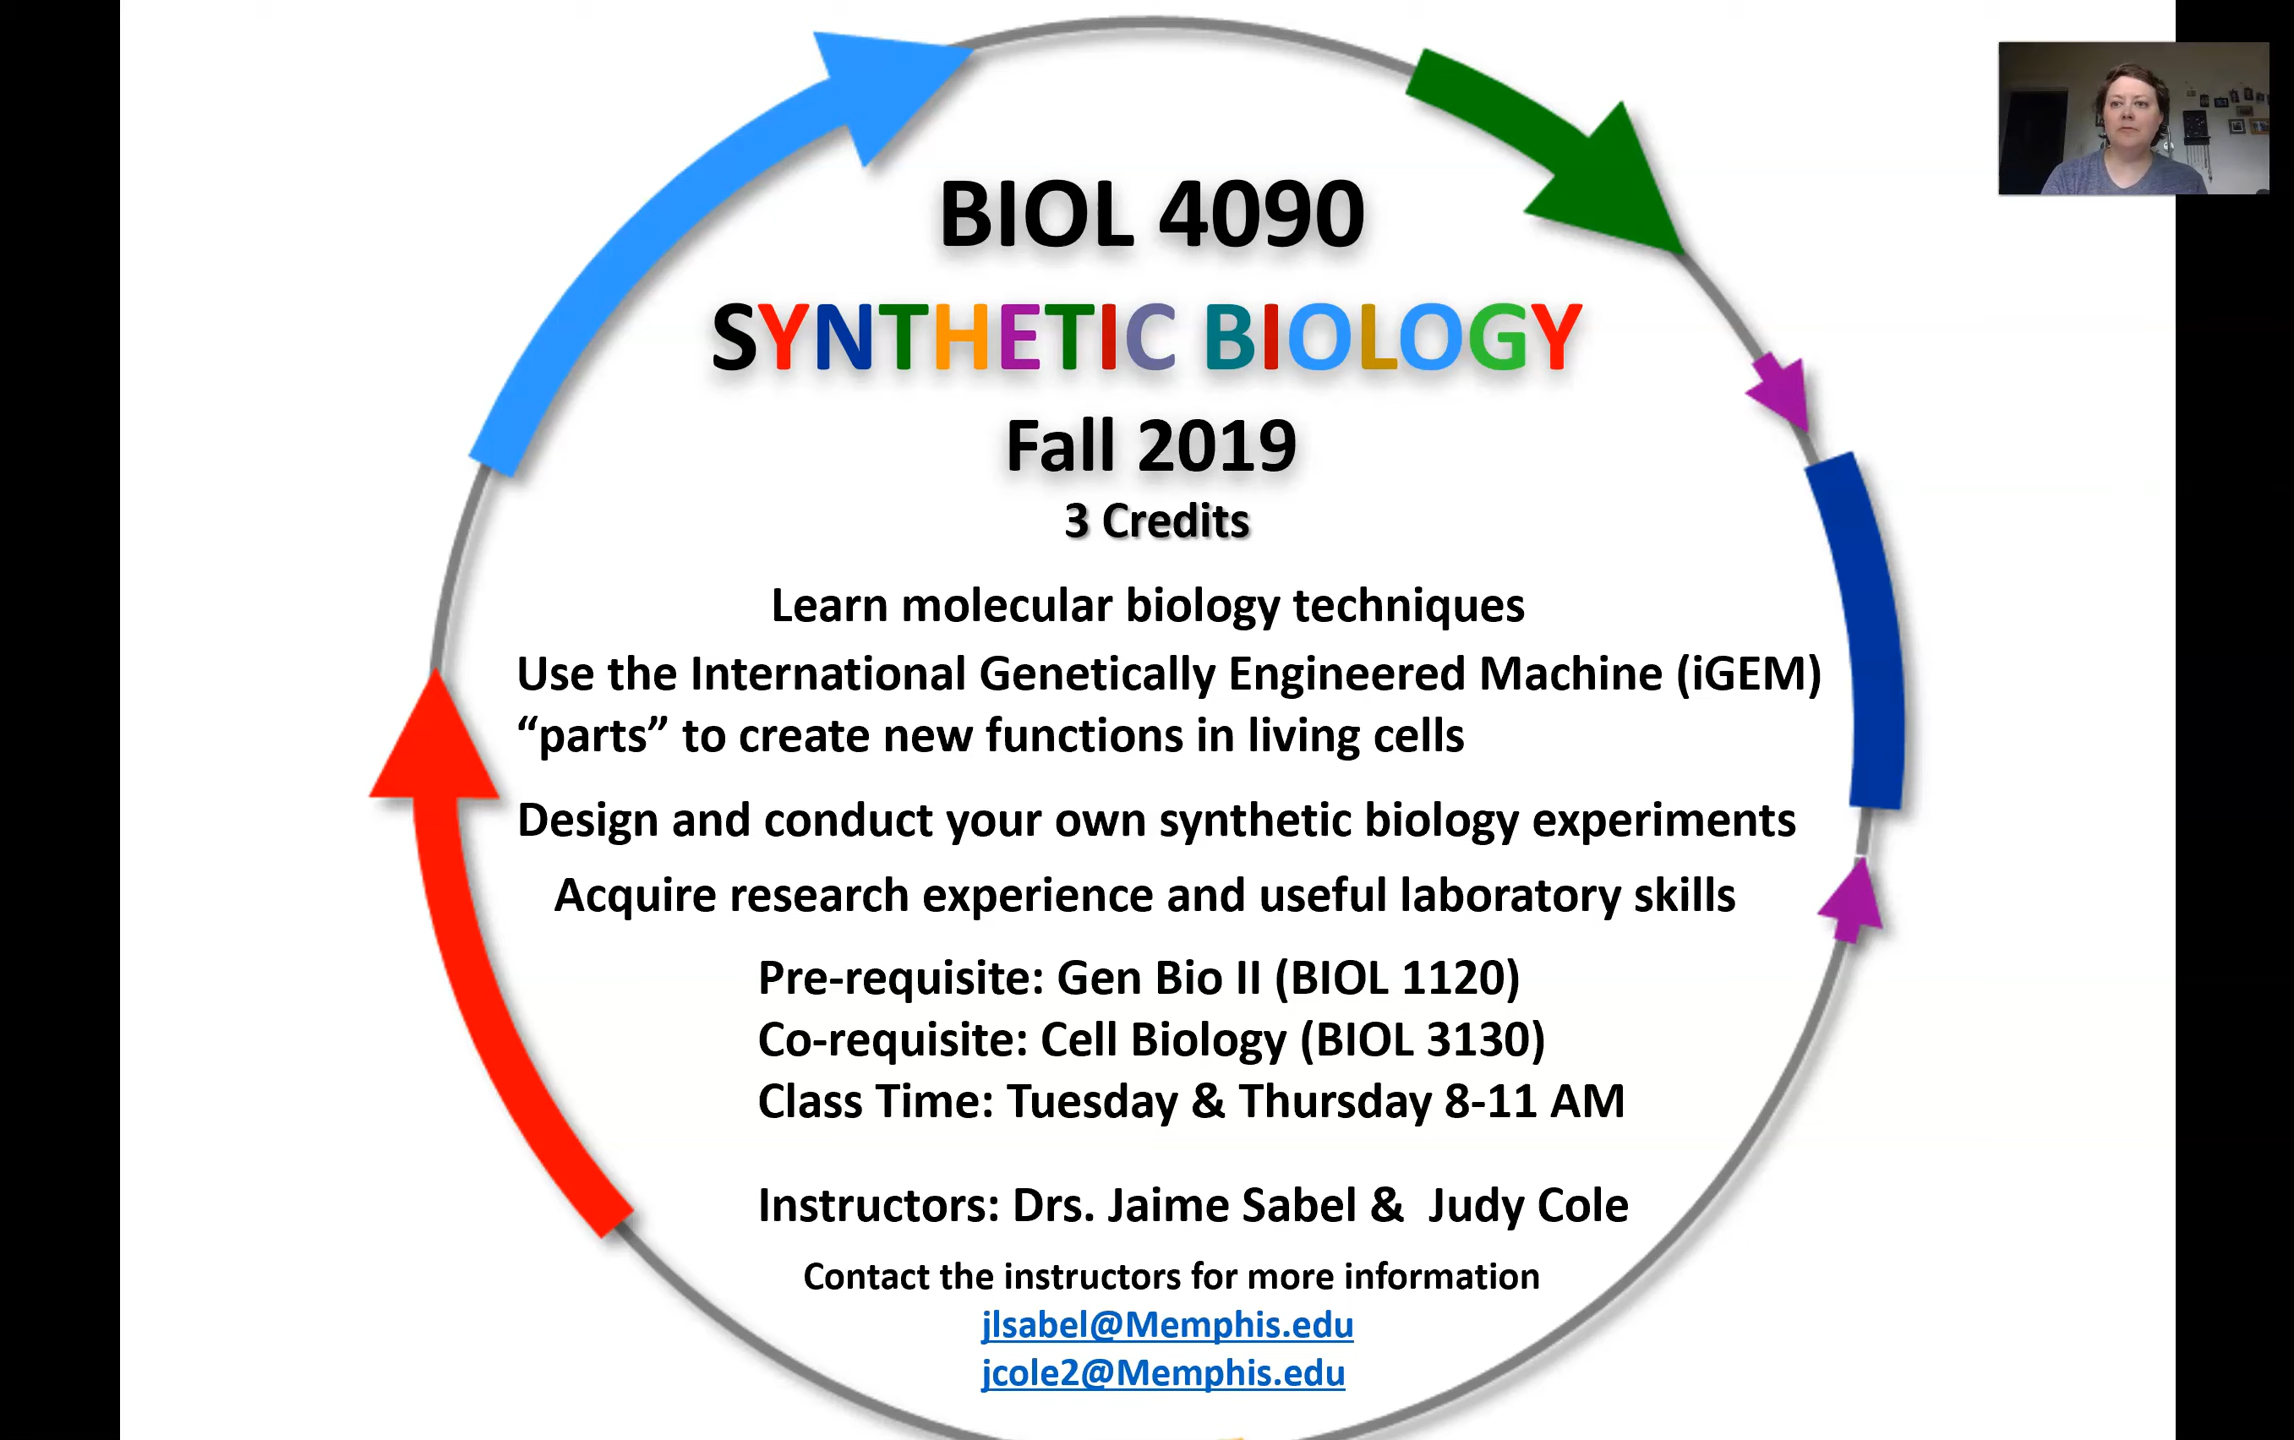 BIOL 4090
SYNTHETIC BIOLOGY
Fall 2019
3 Credits
Learn molecular biology techniques
Use the International Genetically Engineered Machine (iGEM)
“parts” to create new functions in living cells
Design and conduct your own synthetic biology experiments
Acquire research experience and useful laboratory skills
Pre-requisite: Gen Bio II (BIOL 1120)
Co-requisite: Cell Biology (BIOL 3130)
Class Time: Tuesday & Thursday 8-11 AM
Instructors: Drs. Jaime Sabel &  Judy Cole
Contact the instructors for more information
jlsabel@Memphis.edu
jcole2@Memphis.edu